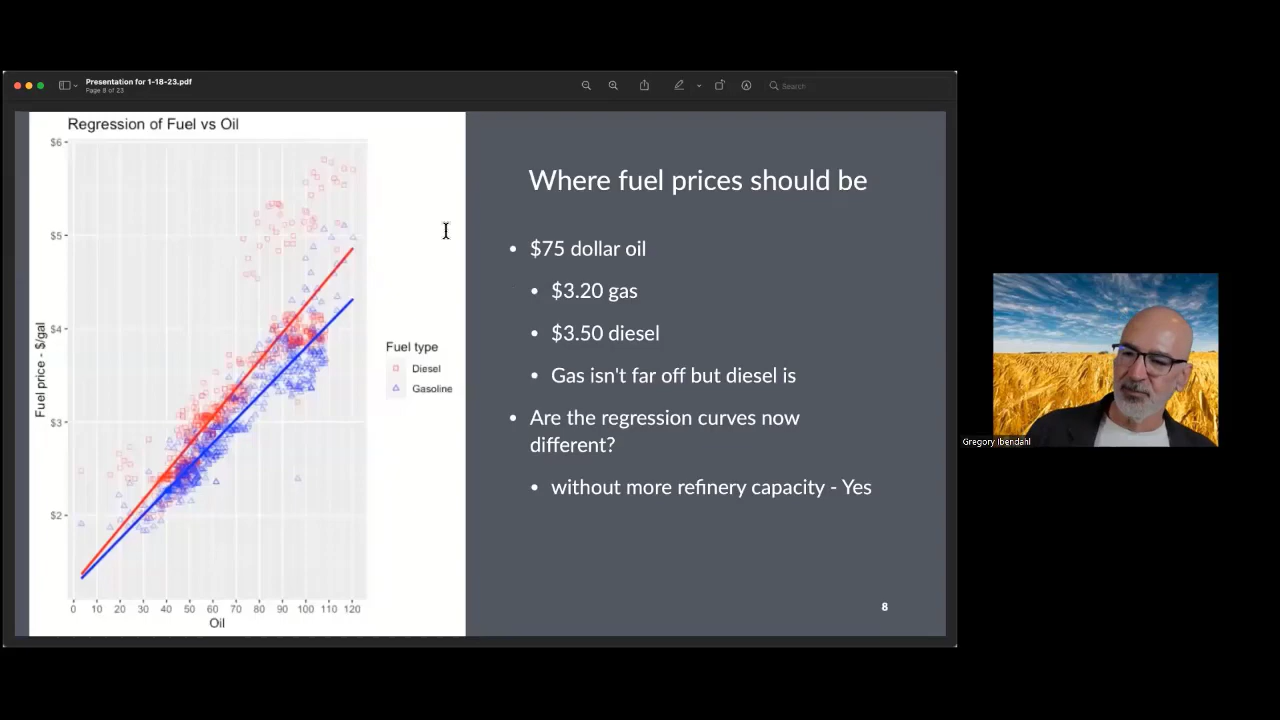 Presentation for 1-18-23.pdf
Page 8 of 23
Search
Regression of Fuel vs Oil
$6
$5
$4
$3
$2
Fuel price - $/gal
0 10 20 30 40 50 60 70 80 90 100 110 120
Oil
Fuel type
Diesel
Gasoline
Where fuel prices should be
• $75 dollar oil
• $3.20 gas
• $3.50 diesel
• Gas isn't far off but diesel is
• Are the regression curves now
different?
• without more refinery capacity - Yes
8
Gregory Ibendahl